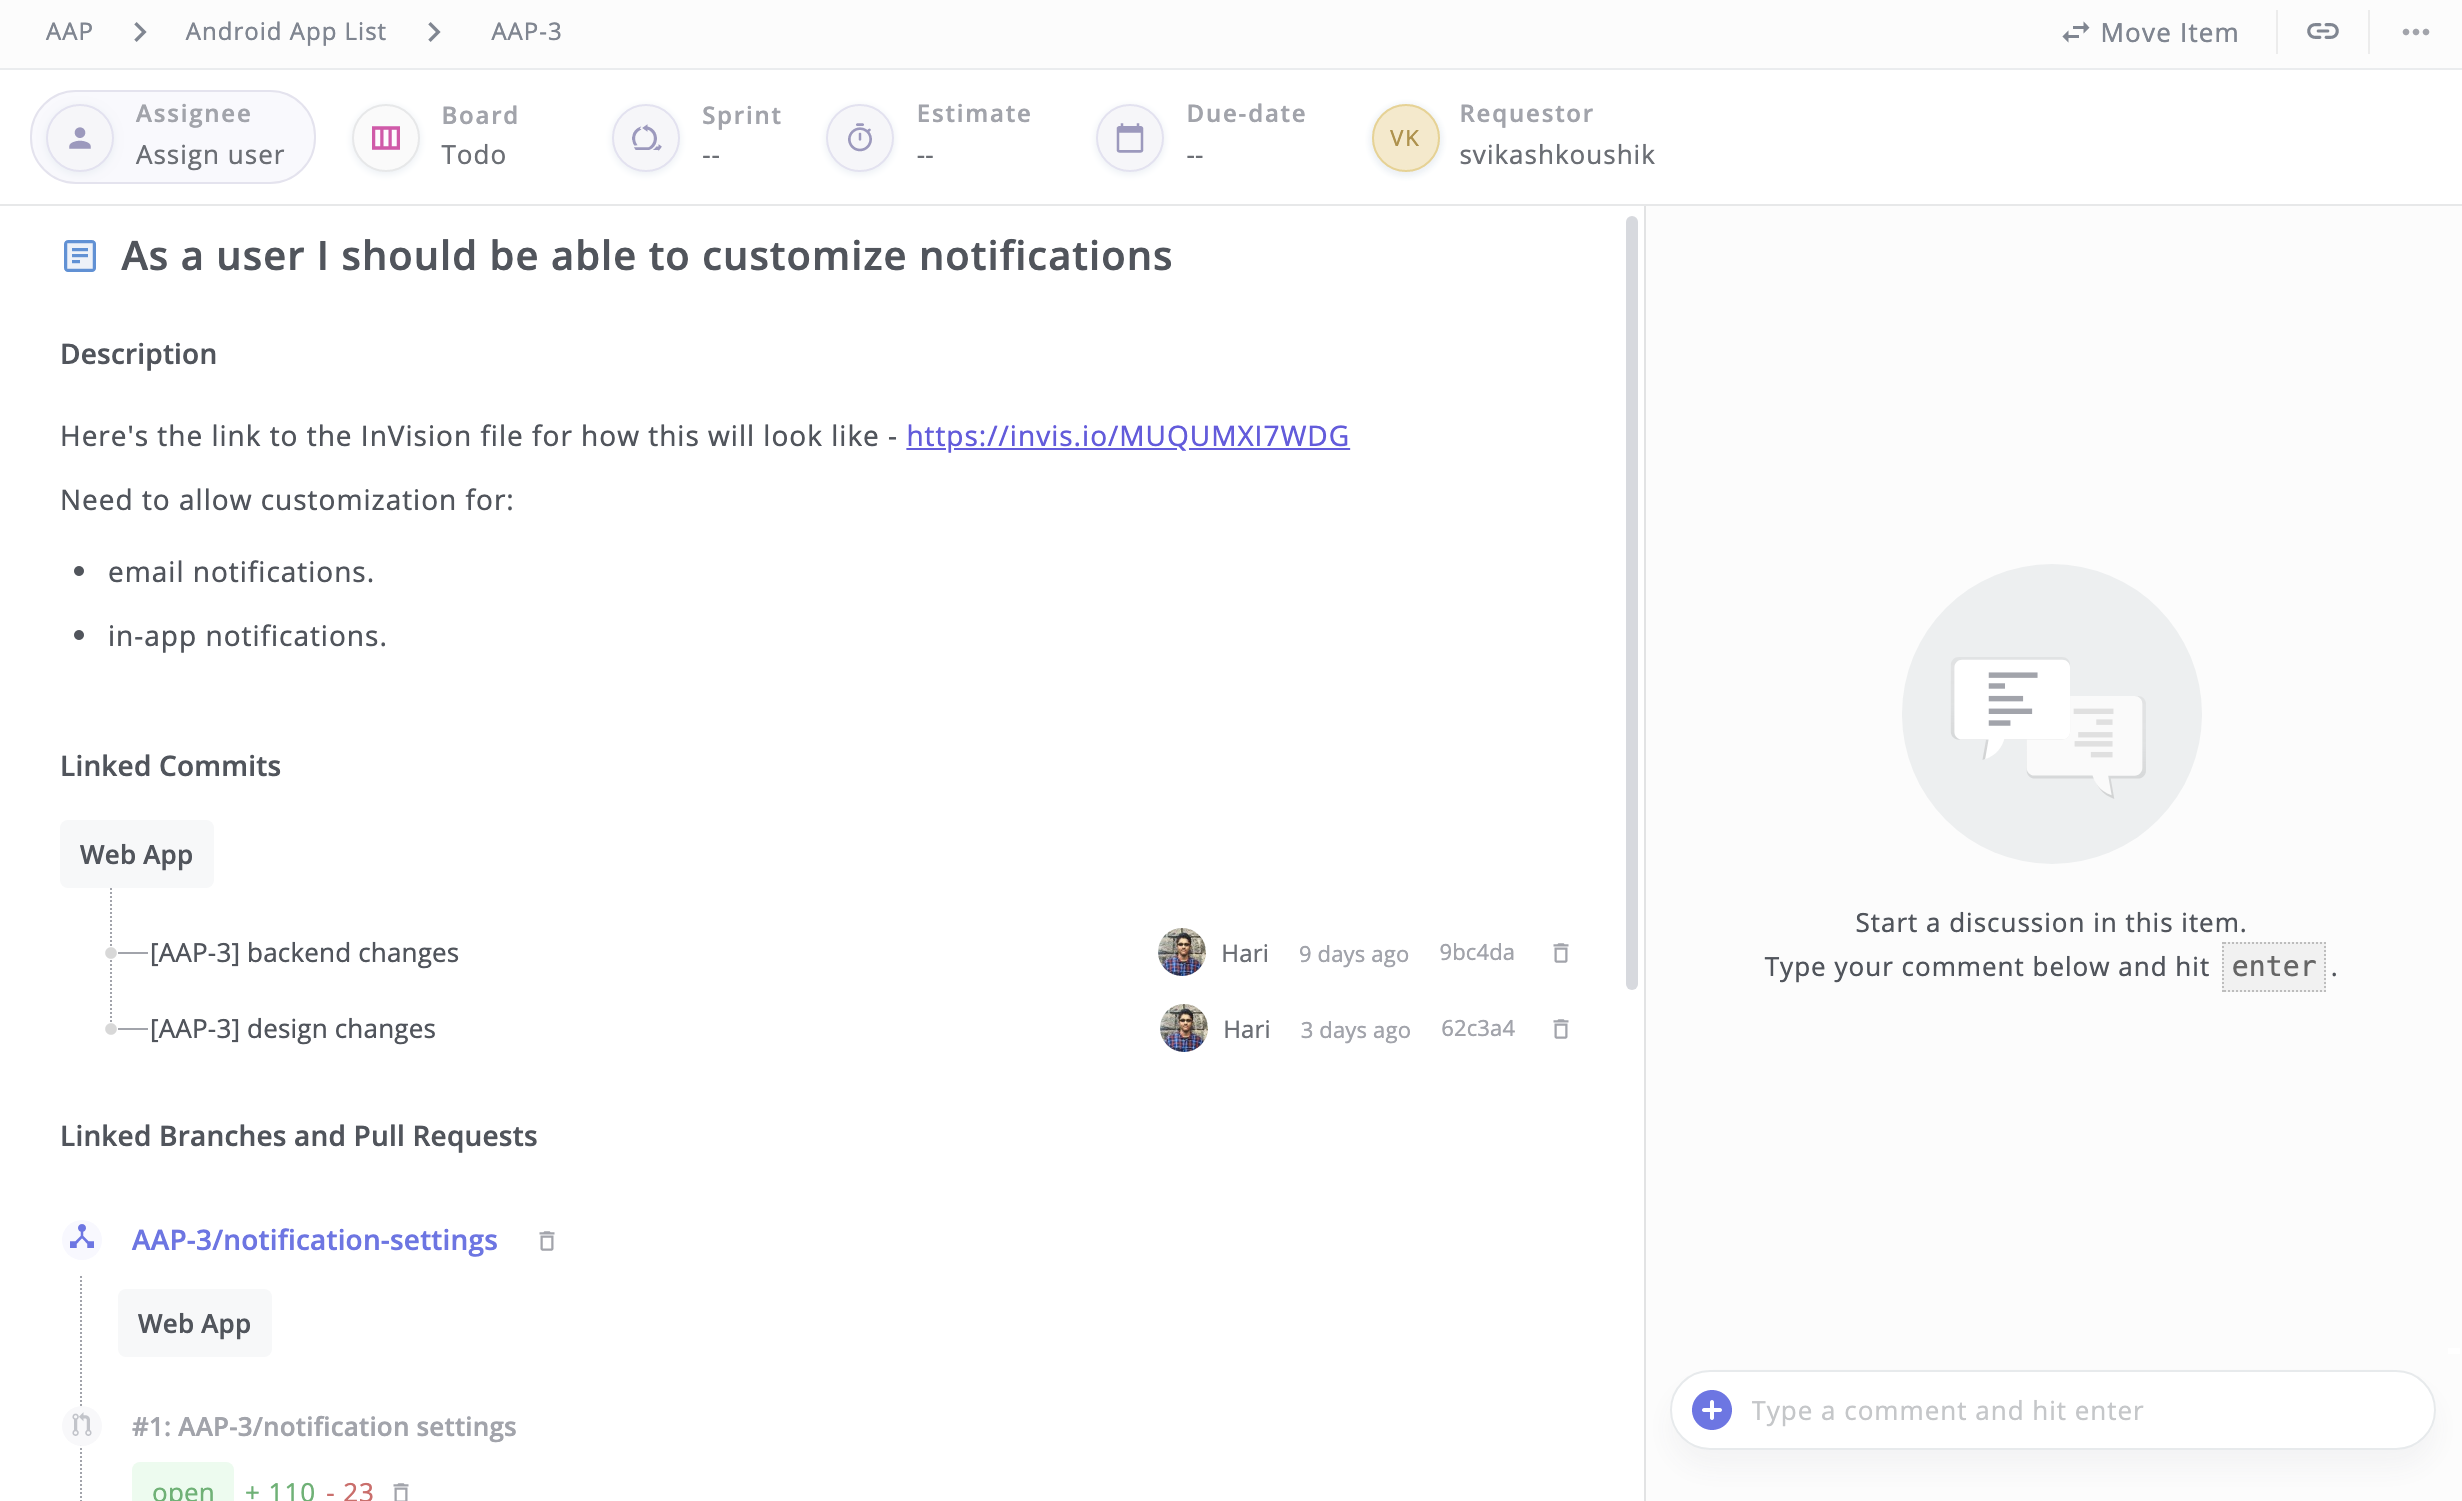 AAP > Android App List > AAP-3
Move Item
Assignee
Assign user
Board
Todo
Sprint
--
Estimate
--
Due-date
--
VK
Requestor
svikashkoushik
As a user I should be able to customize notifications
Description
Here's the link to the InVision file for how this will look like - https://invis.io/MUQUMXI7WDG
Need to allow customization for:
• email notifications.
• in-app notifications.
Linked Commits
Web App
[AAP-3] backend changes Hari 9 days ago 9bc4da
[AAP-3] design changes Hari 3 days ago 62c3a4
Linked Branches and Pull Requests
AAP-3/notification-settings
Web App
#1: AAP-3/notification settings
open + 110 - 23
Start a discussion in this item.
Type your comment below and hit enter .
Type a comment and hit enter